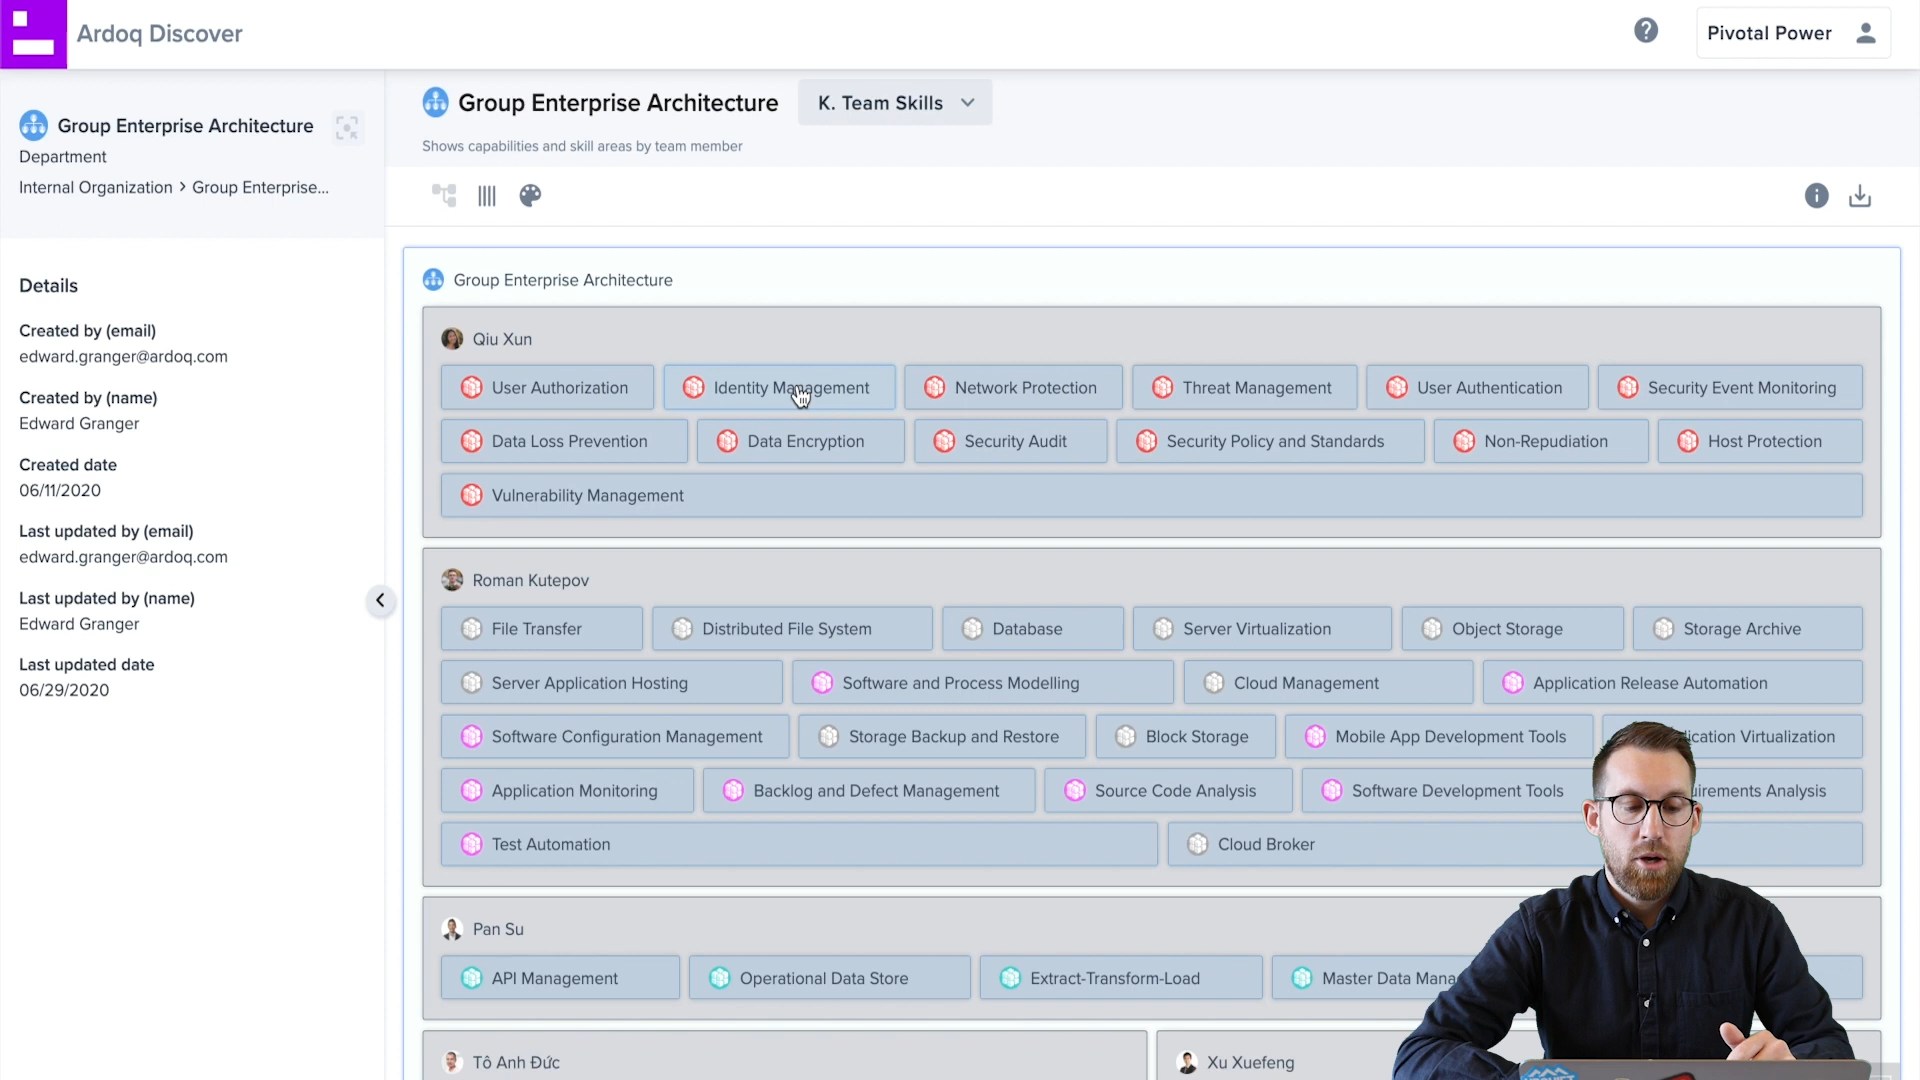 Ardoq Discover
Pivotal Power
Group Enterprise Architecture
Department
Internal Organization > Group Enterprise...
Details
Created by (email)
edward.granger@ardoq.com
Created by (name)
Edward Granger
Created date
06/11/2020
Last updated by (email)
edward.granger@ardoq.com
Last updated by (name)
Edward Granger
Last updated date
06/29/2020
Group Enterprise Architecture K. Team Skills
Shows capabilities and skill areas by team member
Group Enterprise Architecture
Qiu Xun
User Authorization Identity Management Network Protection Threat Management User Authentication Security Event Monitoring
Data Loss Prevention Data Encryption Security Audit Security Policy and Standards Non-Repudiation Host Protection
Vulnerability Management
Roman Kutepov
File Transfer Distributed File System Database Server Virtualization Object Storage Storage Archive
Server Application Hosting Software and Process Modelling Cloud Management Application Release Automation
Software Configuration Management Storage Backup and Restore Block Storage Mobile App Development Tools Virtualization
Application Monitoring Backlog and Defect Management Source Code Analysis Software Development Tools Analysis
Test Automation Cloud Broker
Pan Su
API Management Operational Data Store Extract-Transform-Load Master Data
Tô Anh Đức Xu Xuefeng